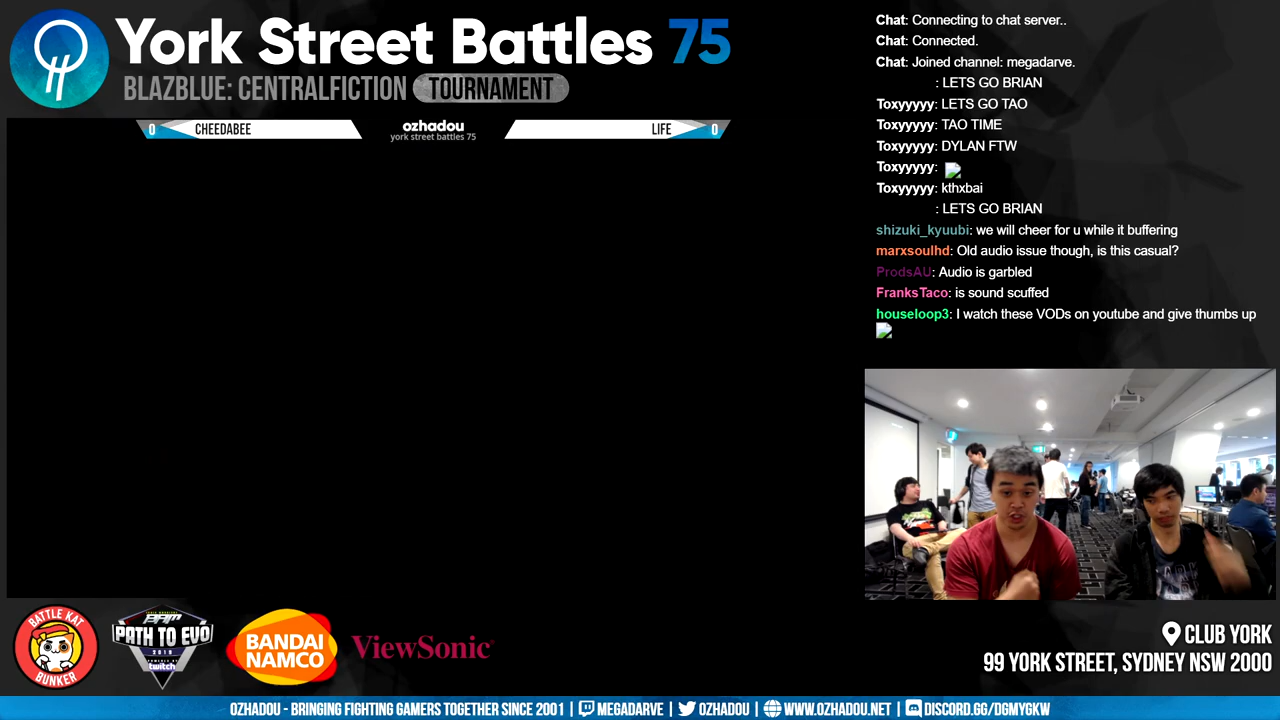 York Street Battles 75
BLAZBLUE: CENTRALFICTION TOURNAMENT
0 CHEEDABEE
ozhadou
york street battles 75
LIFE 0
Chat: Connecting to chat server..
Chat: Connected.
Chat: Joined channel: megadarve.
: LETS GO BRIAN
Toxyyyyy: LETS GO TAO
Toxyyyyy: TAO TIME
Toxyyyyy: DYLAN FTW
Toxyyyyy:
Toxyyyyy: kthxbai
: LETS GO BRIAN
shizuki_kyuubi: we will cheer for u while it buffering
marxsoulhd: Old audio issue though, is this casual?
ProdsAU: Audio is garbled
FranksTaco: is sound scuffed
houseloop3: I watch these VODs on youtube and give thumbs up
BATTLE KAT
BUNKER
PATH TO EVO
2019
POWERED BY
twitch
BANDAI
NAMCO
ViewSonic
CLUB YORK
99 YORK STREET, SYDNEY NSW 2000
OZHADOU - BRINGING FIGHTING GAMERS TOGETHER SINCE 2001 | MEGADARVE | OZHADOU | WWW.OZHADOU.NET | DISCORD.GG/DGMYGKW